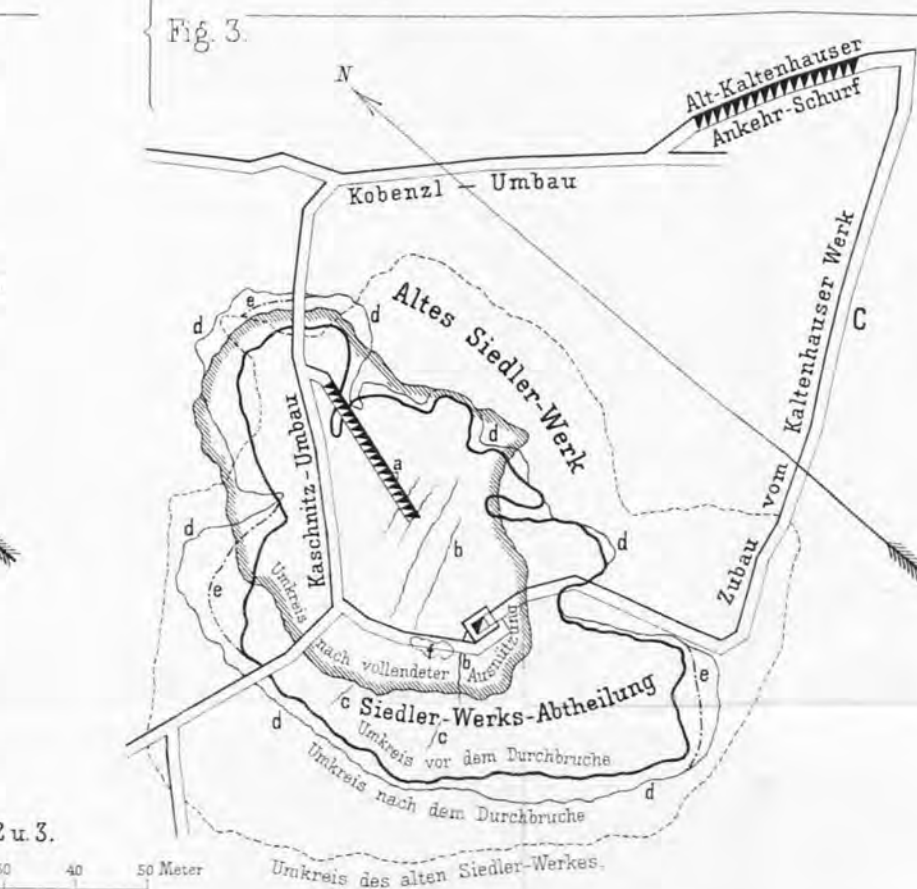 Fig. 3.
N
Alt-Kaltenhauser
Ankehr-Schurf
Kobenzl – Umbau
Altes Siedler-Werk
Kaschnitz-Umbau
Zubau vom Kaltenhauser Werk
C
e
d
d
d
a
b
d
d
e
Umkreis
nach vollendeter
Ausnützung
f
b
e
c
Siedler-Werks-Abtheilung
c
d
Umkreis vor dem Durchbruche
Umkreis nach dem Durchbruche
d
2 u. 3.
40
50 Meter
Umkreis des alten Siedler-Werkes.